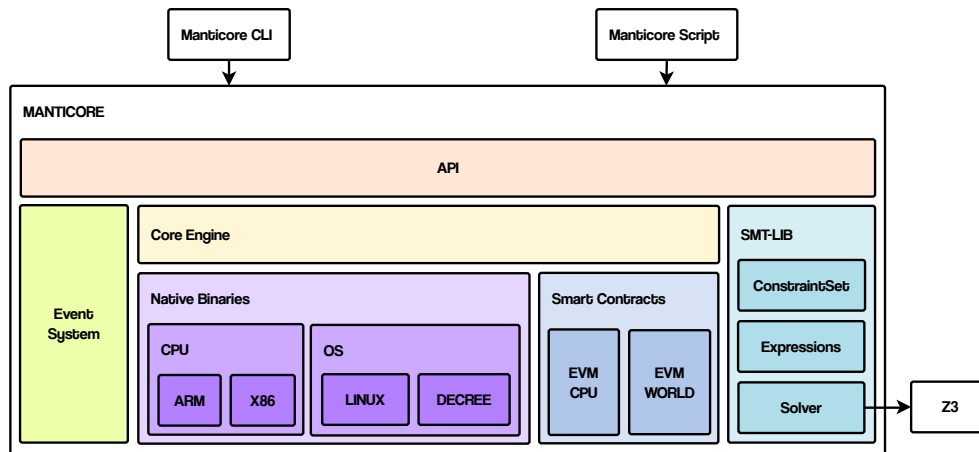 Manticore CLI
Manticore Script
MANTICORE
API
Event
System
Core Engine
SMT-LIB
ConstraintSet
Expressions
Solver
Native Binaries
CPU
ARM
X86
OS
LINUX
DECREE
Smart Contracts
EVM
CPU
EVM
WORLD
Z3